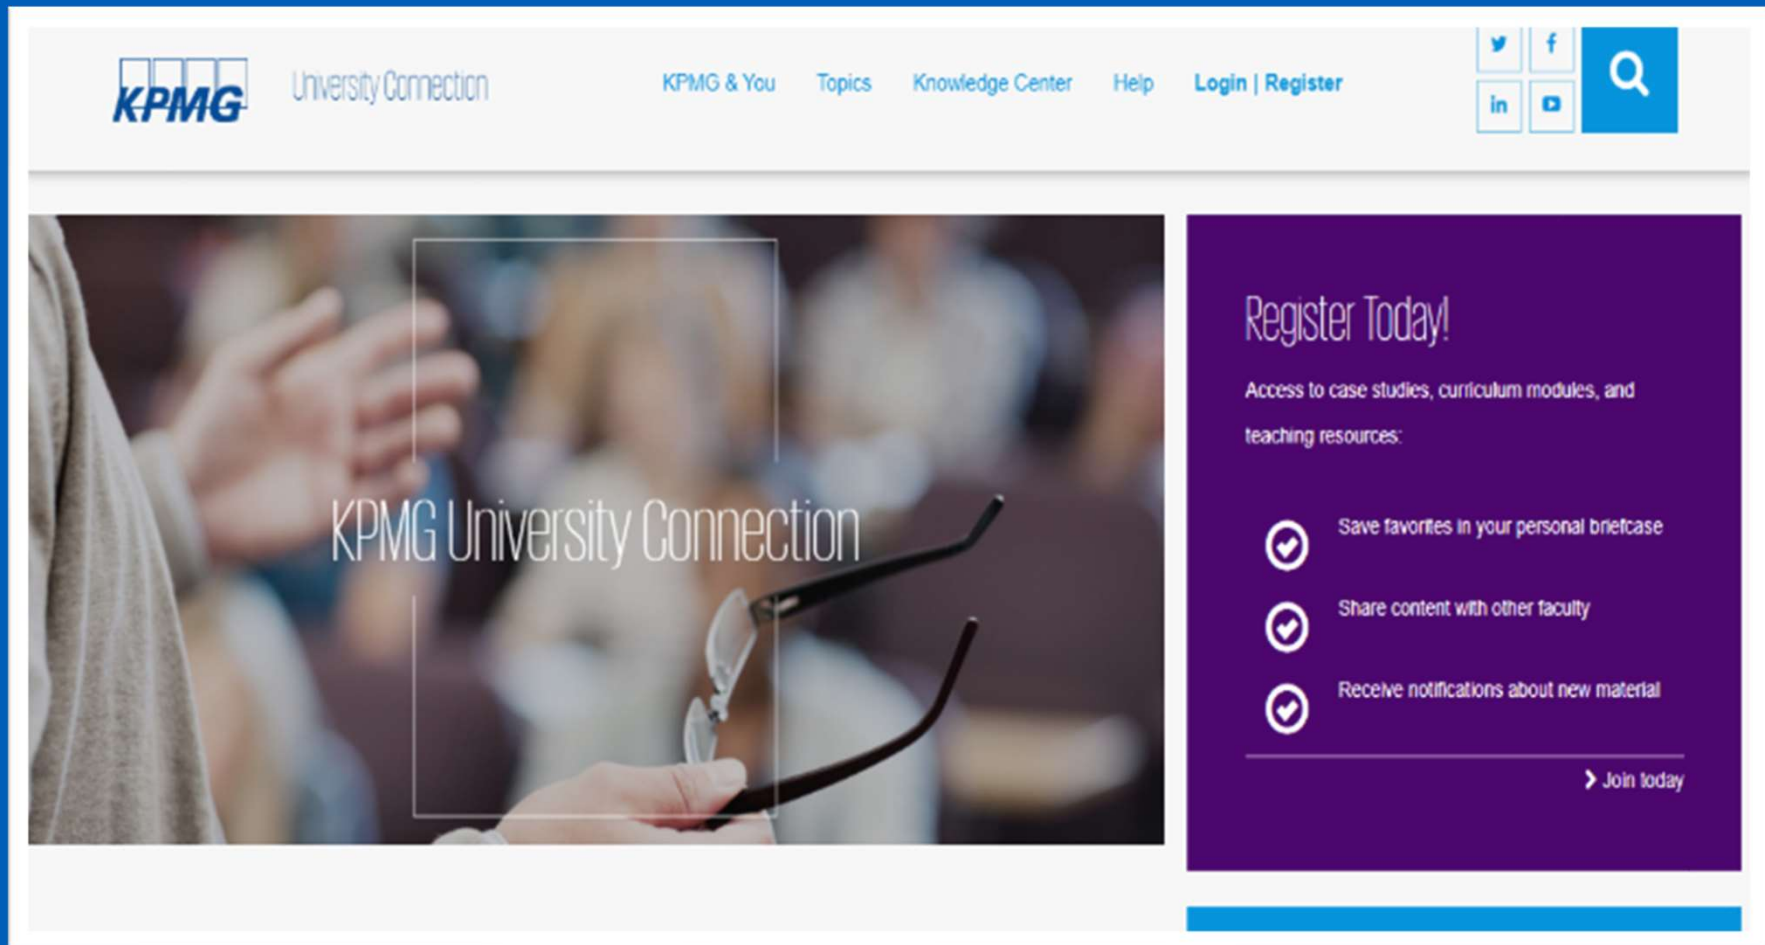 KPMG
University Connection
KPMG & You
Topics
Knowledge Center
Help
Login | Register
f
in
KPMG University Connection
Register Today!
Access to case studies, curriculum modules, and
teaching resources:
Save favorites in your personal briefcase
Share content with other faculty
Receive notifications about new material
Join today